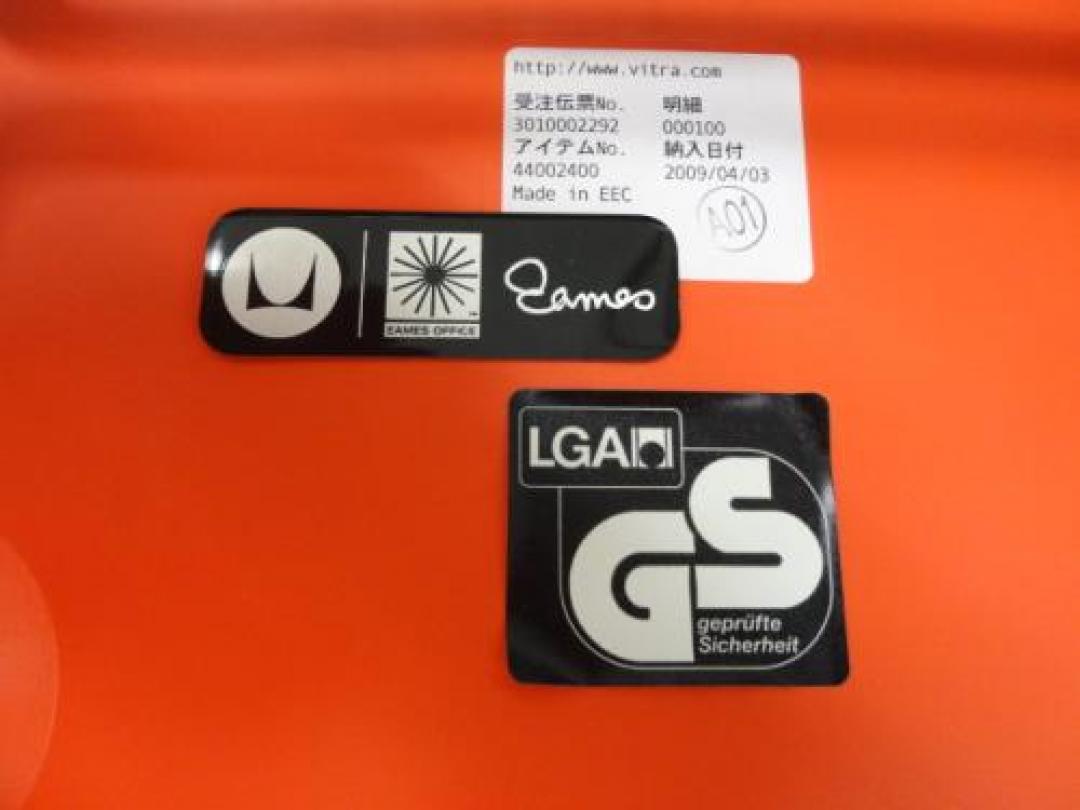 http://www.vitra.com
受注伝票No. 明細
3010002292 000100
アイテムNo. 納入日付
44002400 2009/04/03
Made in EEC
A01
EAMES OFFICE
Eames
LGA
GS
geprüfte
Sicherheit